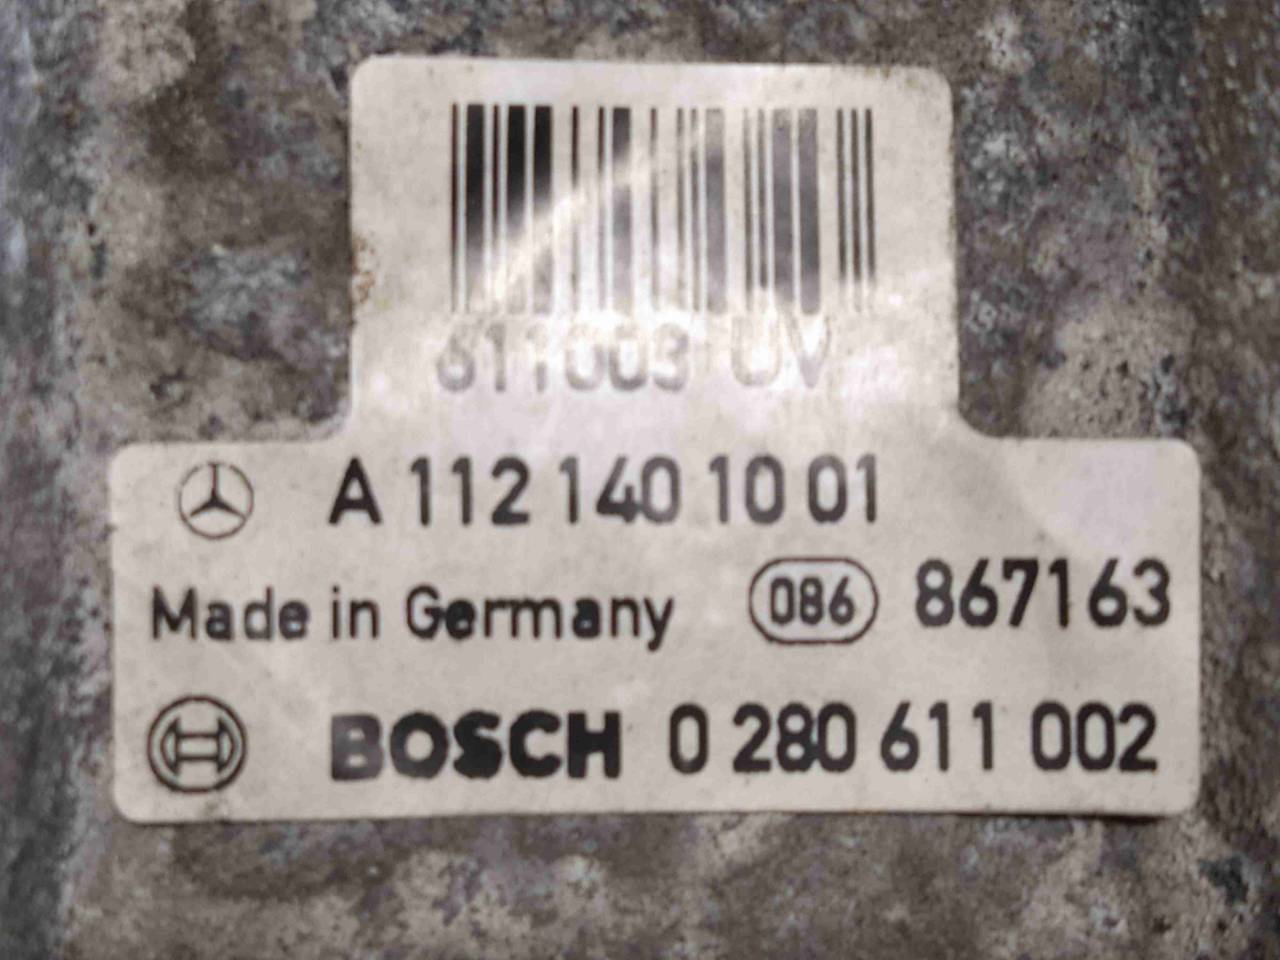 611003 UV
A 112 140 10 01
Made in Germany 086 867163
BOSCH 0 280 611 002